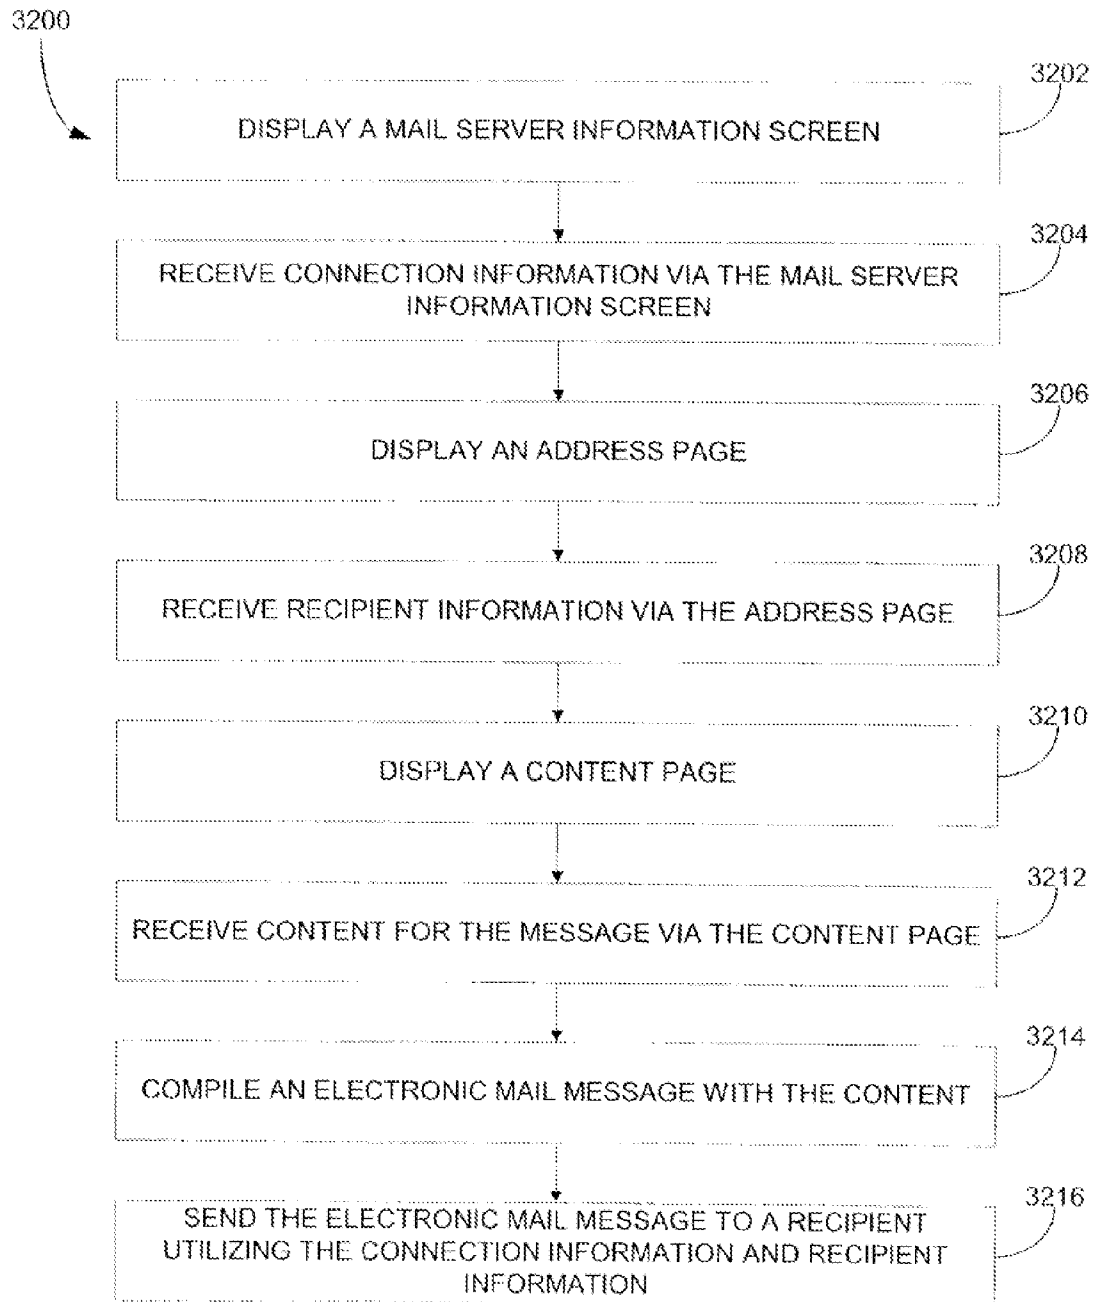 3200
3202
DISPLAY A MAIL SERVER INFORMATION SCREEN
3204
RECEIVE CONNECTION INFORMATION VIA THE MAIL SERVER
INFORMATION SCREEN
3206
DISPLAY AN ADDRESS PAGE
3208
RECEIVE RECIPIENT INFORMATION VIA THE ADDRESS PAGE
3210
DISPLAY A CONTENT PAGE
3212
RECEIVE CONTENT FOR THE MESSAGE VIA THE CONTENT PAGE
3214
COMPILE AN ELECTRONIC MAIL MESSAGE WITH THE CONTENT
3216
SEND THE ELECTRONIC MAIL MESSAGE TO A RECIPIENT
UTILIZING THE CONNECTION INFORMATION AND RECIPIENT
INFORMATION